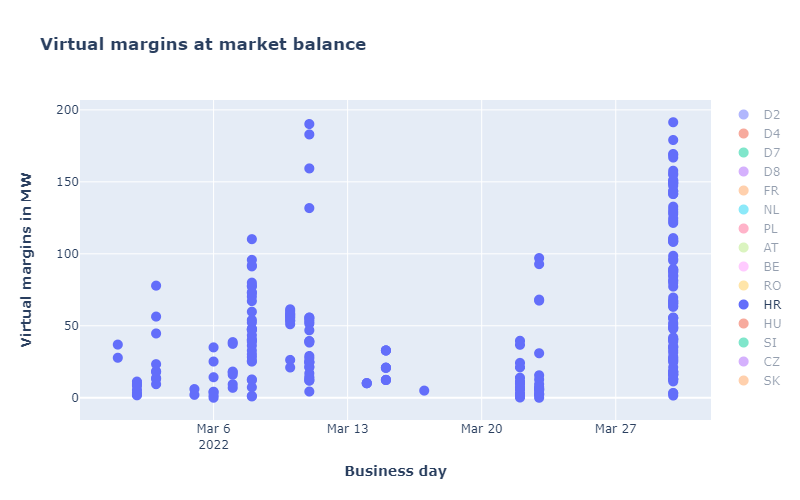 Virtual margins at market balance
Virtual margins in MW
200
150
100
50
0
Mar 6
2022
Mar 13
Mar 20
Mar 27
Business day
D2
D4
D7
D8
FR
NL
PL
AT
BE
RO
HR
HU
SI
CZ
SK